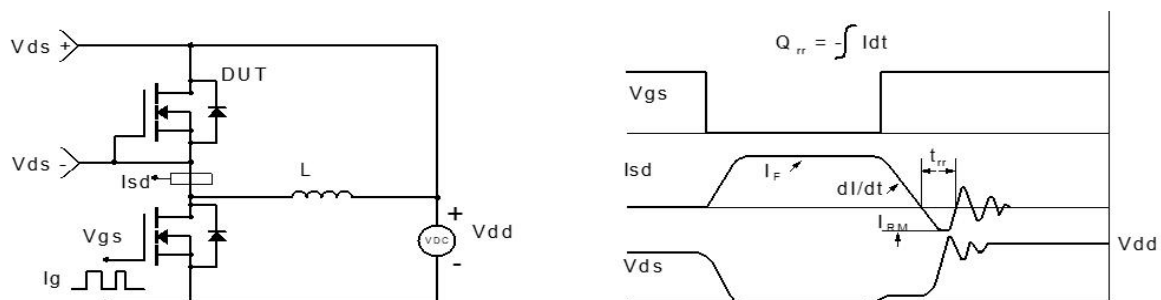 Vds +
DUT
Vds -
Isd
L
Vgs
Ig
+
VDC
-
Vdd
Q rr = -∫ Idt
Vgs
Isd
I F
dI/dt
t rr
I RM
Vds
Vdd